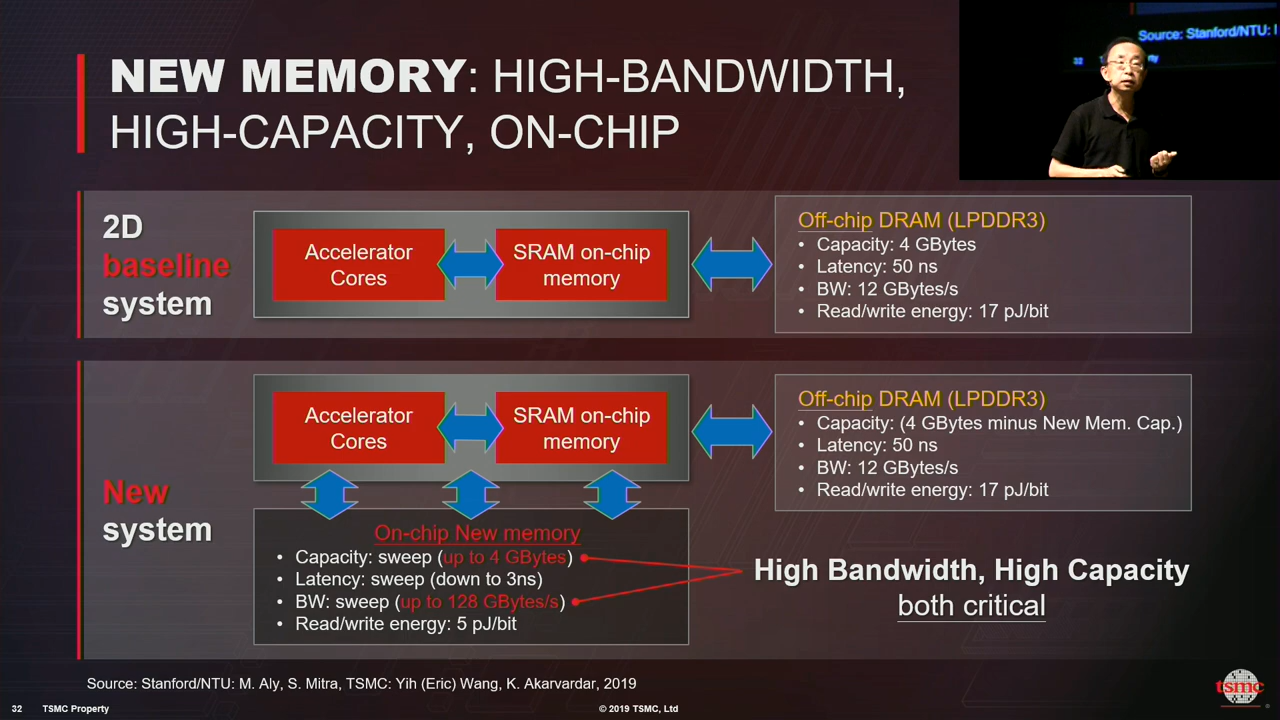 NEW MEMORY: HIGH-BANDWIDTH,
HIGH-CAPACITY, ON-CHIP
Source: Stanford/NTU:
32
2D
baseline
system
Accelerator
Cores
SRAM on-chip
memory
Off-chip DRAM (LPDDR3)
• Capacity: 4 GBytes
• Latency: 50 ns
• BW: 12 GBytes/s
• Read/write energy: 17 pJ/bit
New
system
Accelerator
Cores
SRAM on-chip
memory
Off-chip DRAM (LPDDR3)
• Capacity: (4 GBytes minus New Mem. Cap.)
• Latency: 50 ns
• BW: 12 GBytes/s
• Read/write energy: 17 pJ/bit
On-chip New memory
• Capacity: sweep (up to 4 GBytes)
• Latency: sweep (down to 3ns)
• BW: sweep (up to 128 GBytes/s)
• Read/write energy: 5 pJ/bit
High Bandwidth, High Capacity
both critical
Source: Stanford/NTU: M. Aly, S. Mitra, TSMC: Yih (Eric) Wang, K. Akarvardar, 2019
32 TSMC Property
© 2019 TSMC, Ltd
tsmc